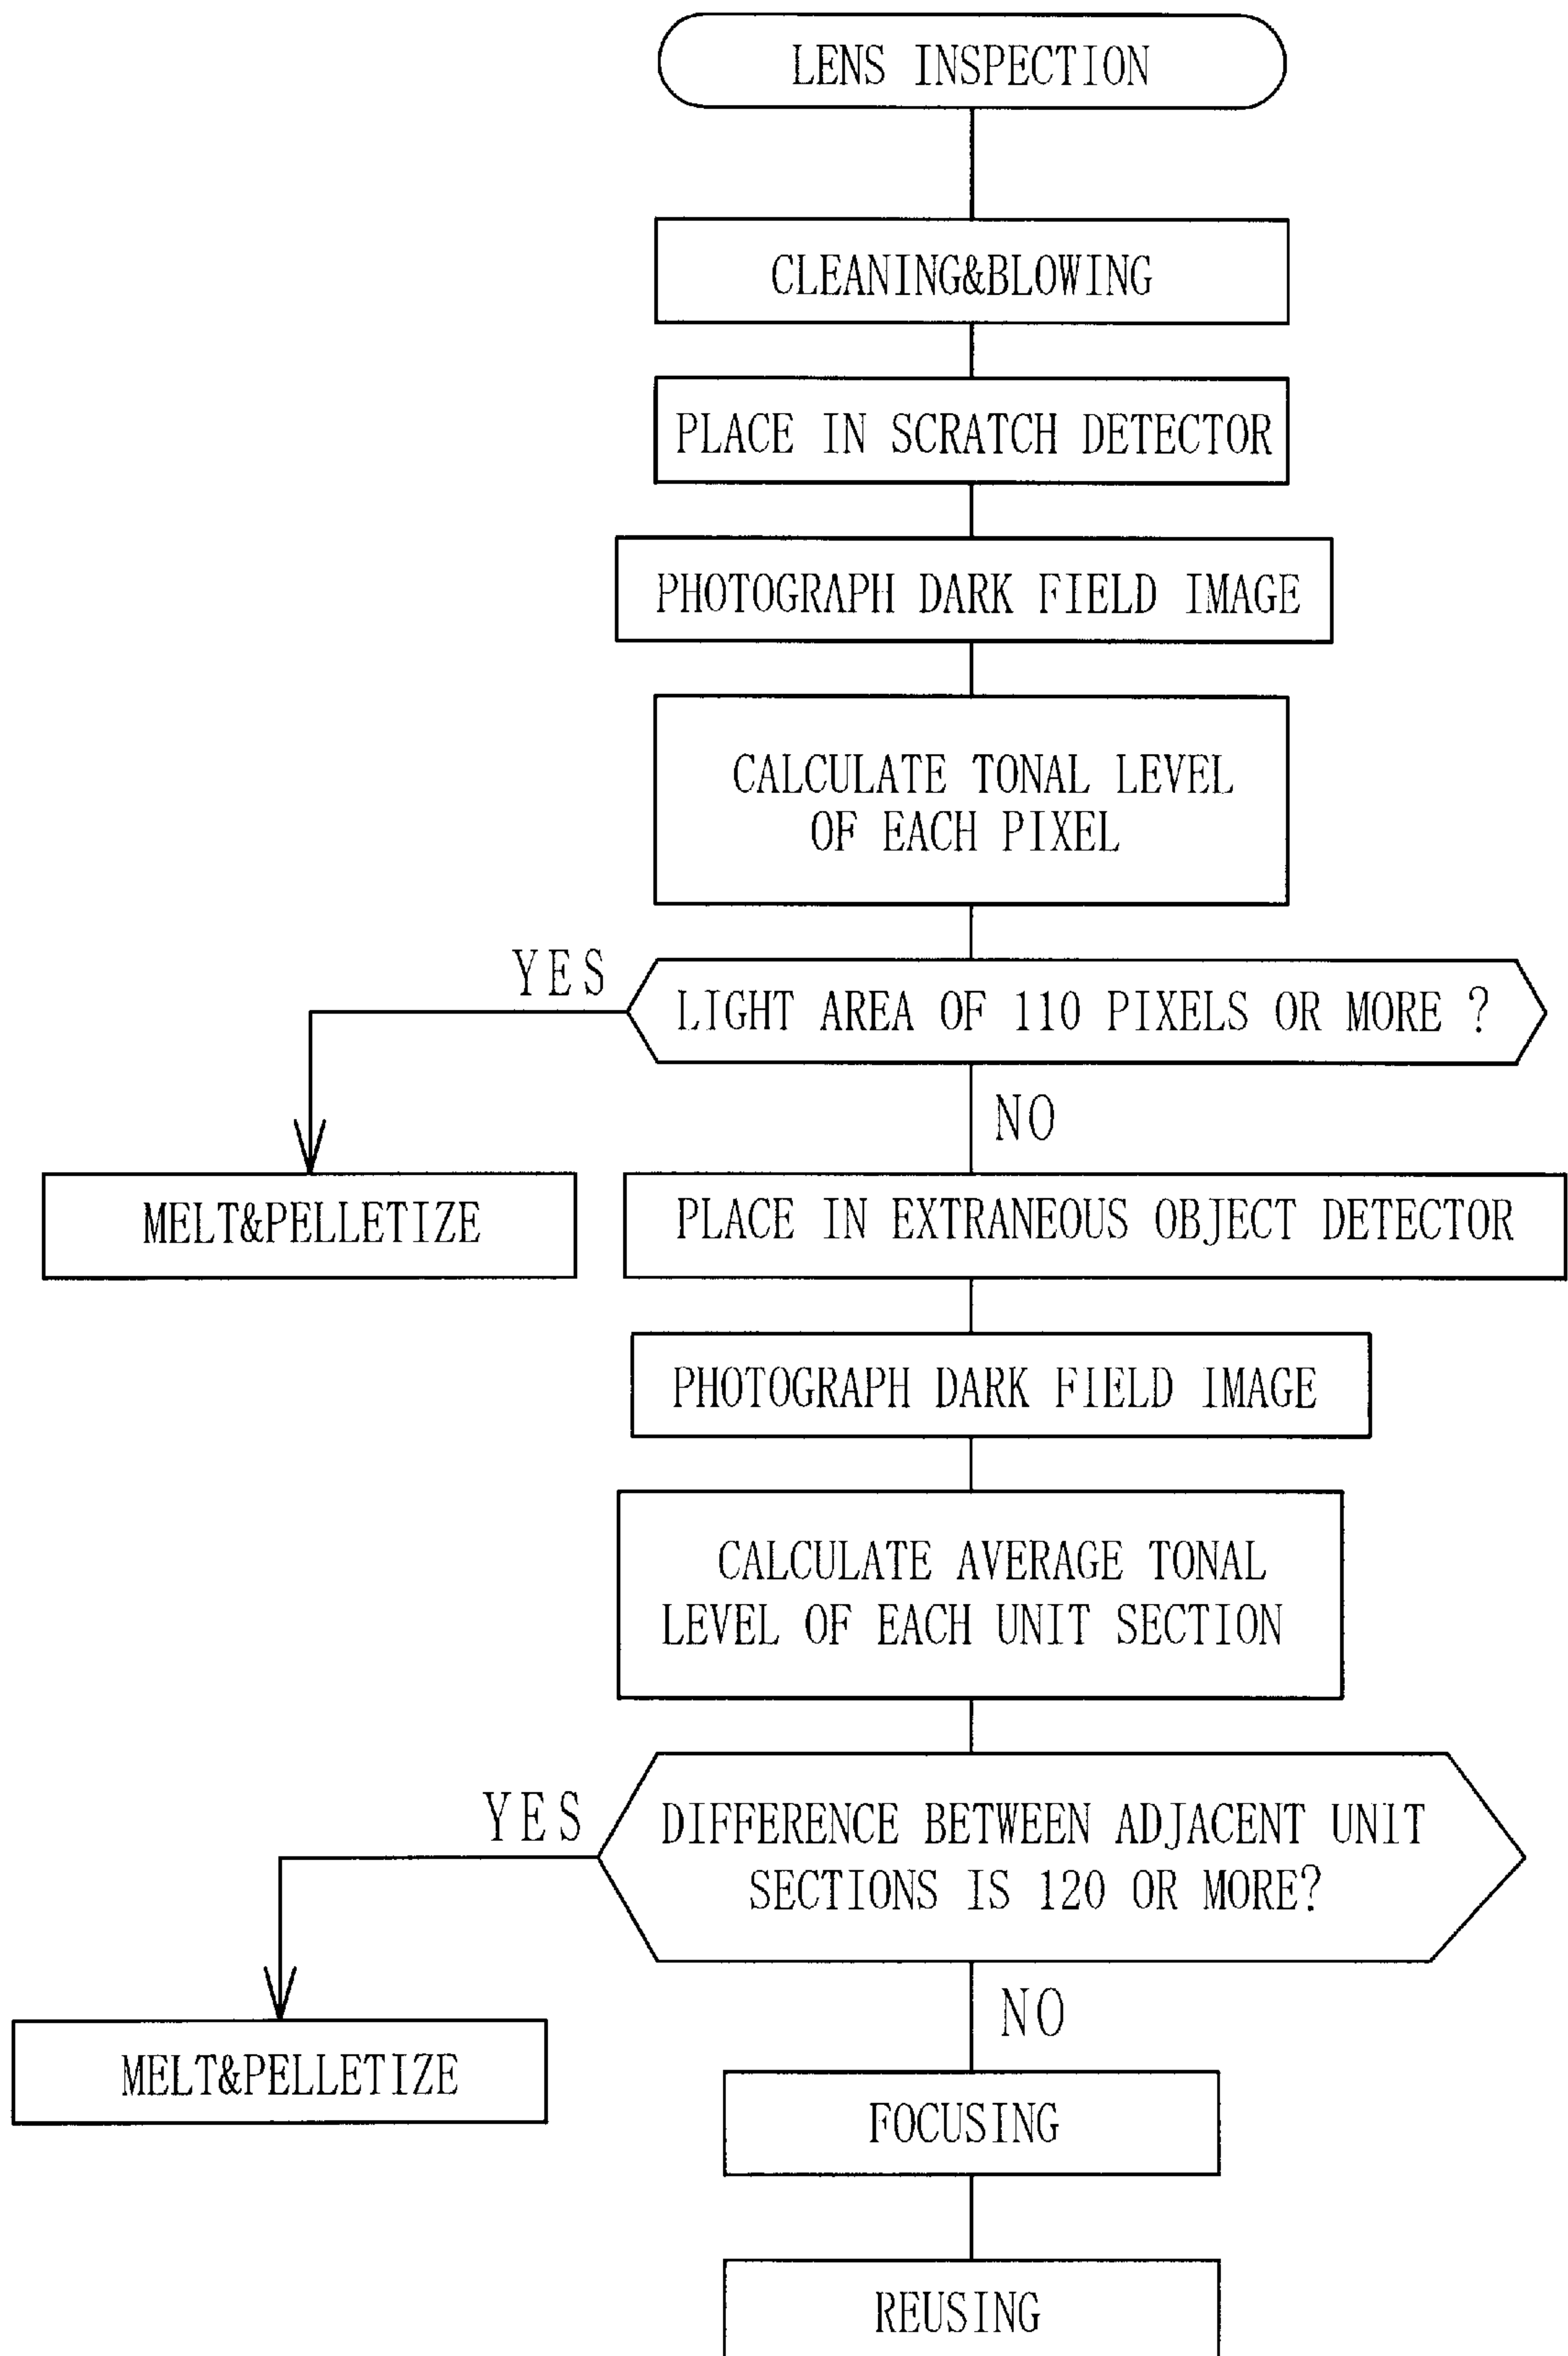 LENS INSPECTION
CLEANING&BLOWING
PLACE IN SCRATCH DETECTOR
PHOTOGRAPH DARK FIELD IMAGE
CALCULATE TONAL LEVEL
OF EACH PIXEL
YES
LIGHT AREA OF 110 PIXELS OR MORE ?
NO
MELT&PELLETIZE
PLACE IN EXTRANEOUS OBJECT DETECTOR
PHOTOGRAPH DARK FIELD IMAGE
CALCULATE AVERAGE TONAL
LEVEL OF EACH UNIT SECTION
YES
DIFFERENCE BETWEEN ADJACENT UNIT
SECTIONS IS 120 OR MORE?
NO
MELT&PELLETIZE
FOCUSING
REUSING